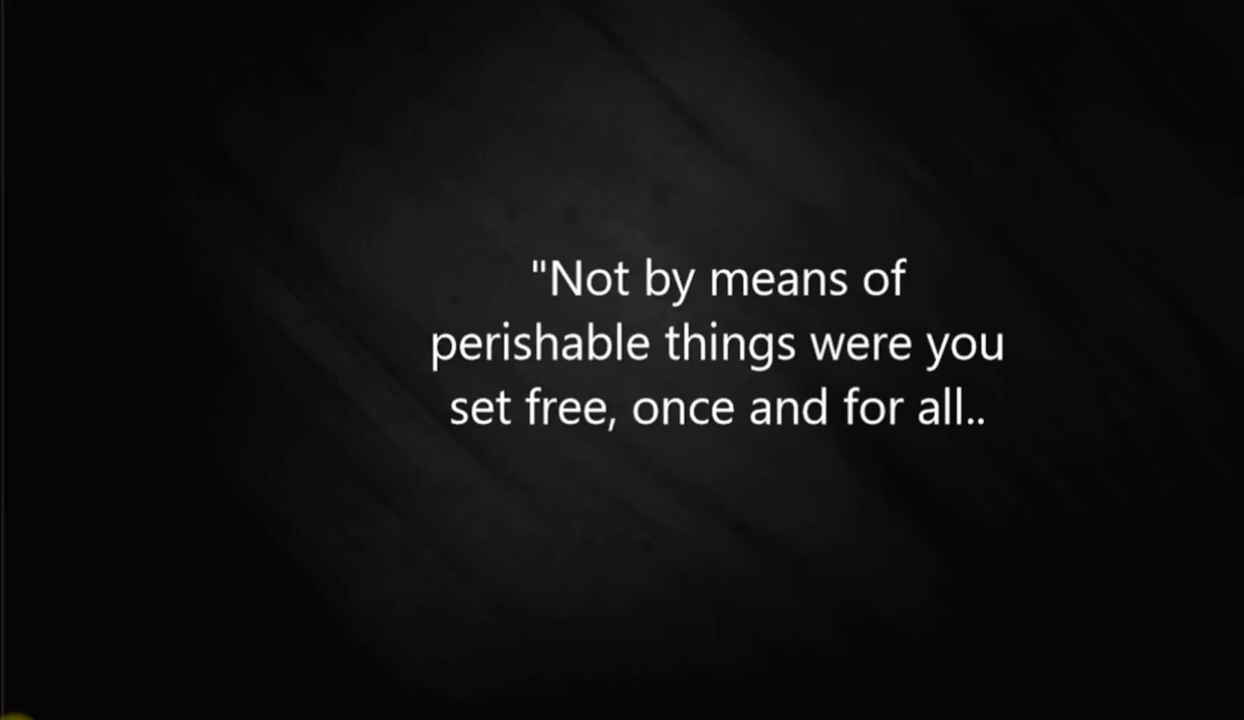 "Not by means of
perishable things were you
set free, once and for all..